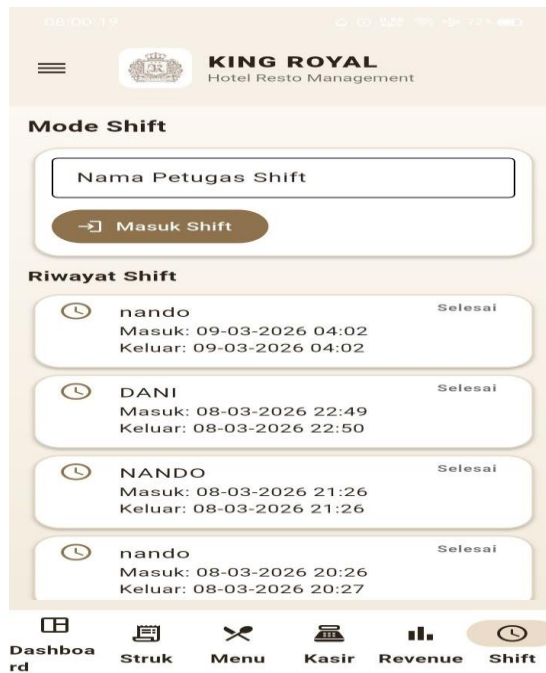 08:00:19
72%
KING ROYAL
Hotel Resto Management
Mode Shift
Nama Petugas Shift
Masuk Shift
Riwayat Shift
nando
Selesai
Masuk: 09-03-2026 04:02
Keluar: 09-03-2026 04:02
DANI
Selesai
Masuk: 08-03-2026 22:49
Keluar: 08-03-2026 22:50
NANDO
Selesai
Masuk: 08-03-2026 21:26
Keluar: 08-03-2026 21:26
nando
Selesai
Masuk: 08-03-2026 20:26
Keluar: 08-03-2026 20:27
Dashboa
rd
Struk
Menu
Kasir
Revenue
Shift